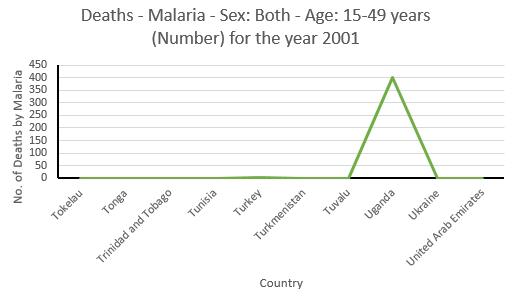 Deaths - Malaria - Sex: Both - Age: 15-49 years
(Number) for the year 2001
No. of Deaths by Malaria
450
400
350
300
250
200
150
100
50
0
Tokelau
Tonga
Trinidad and Tobago
Tunisia
Turkey
Turkmenistan
Tuvalu
Uganda
Ukraine
United Arab Emirates
Country